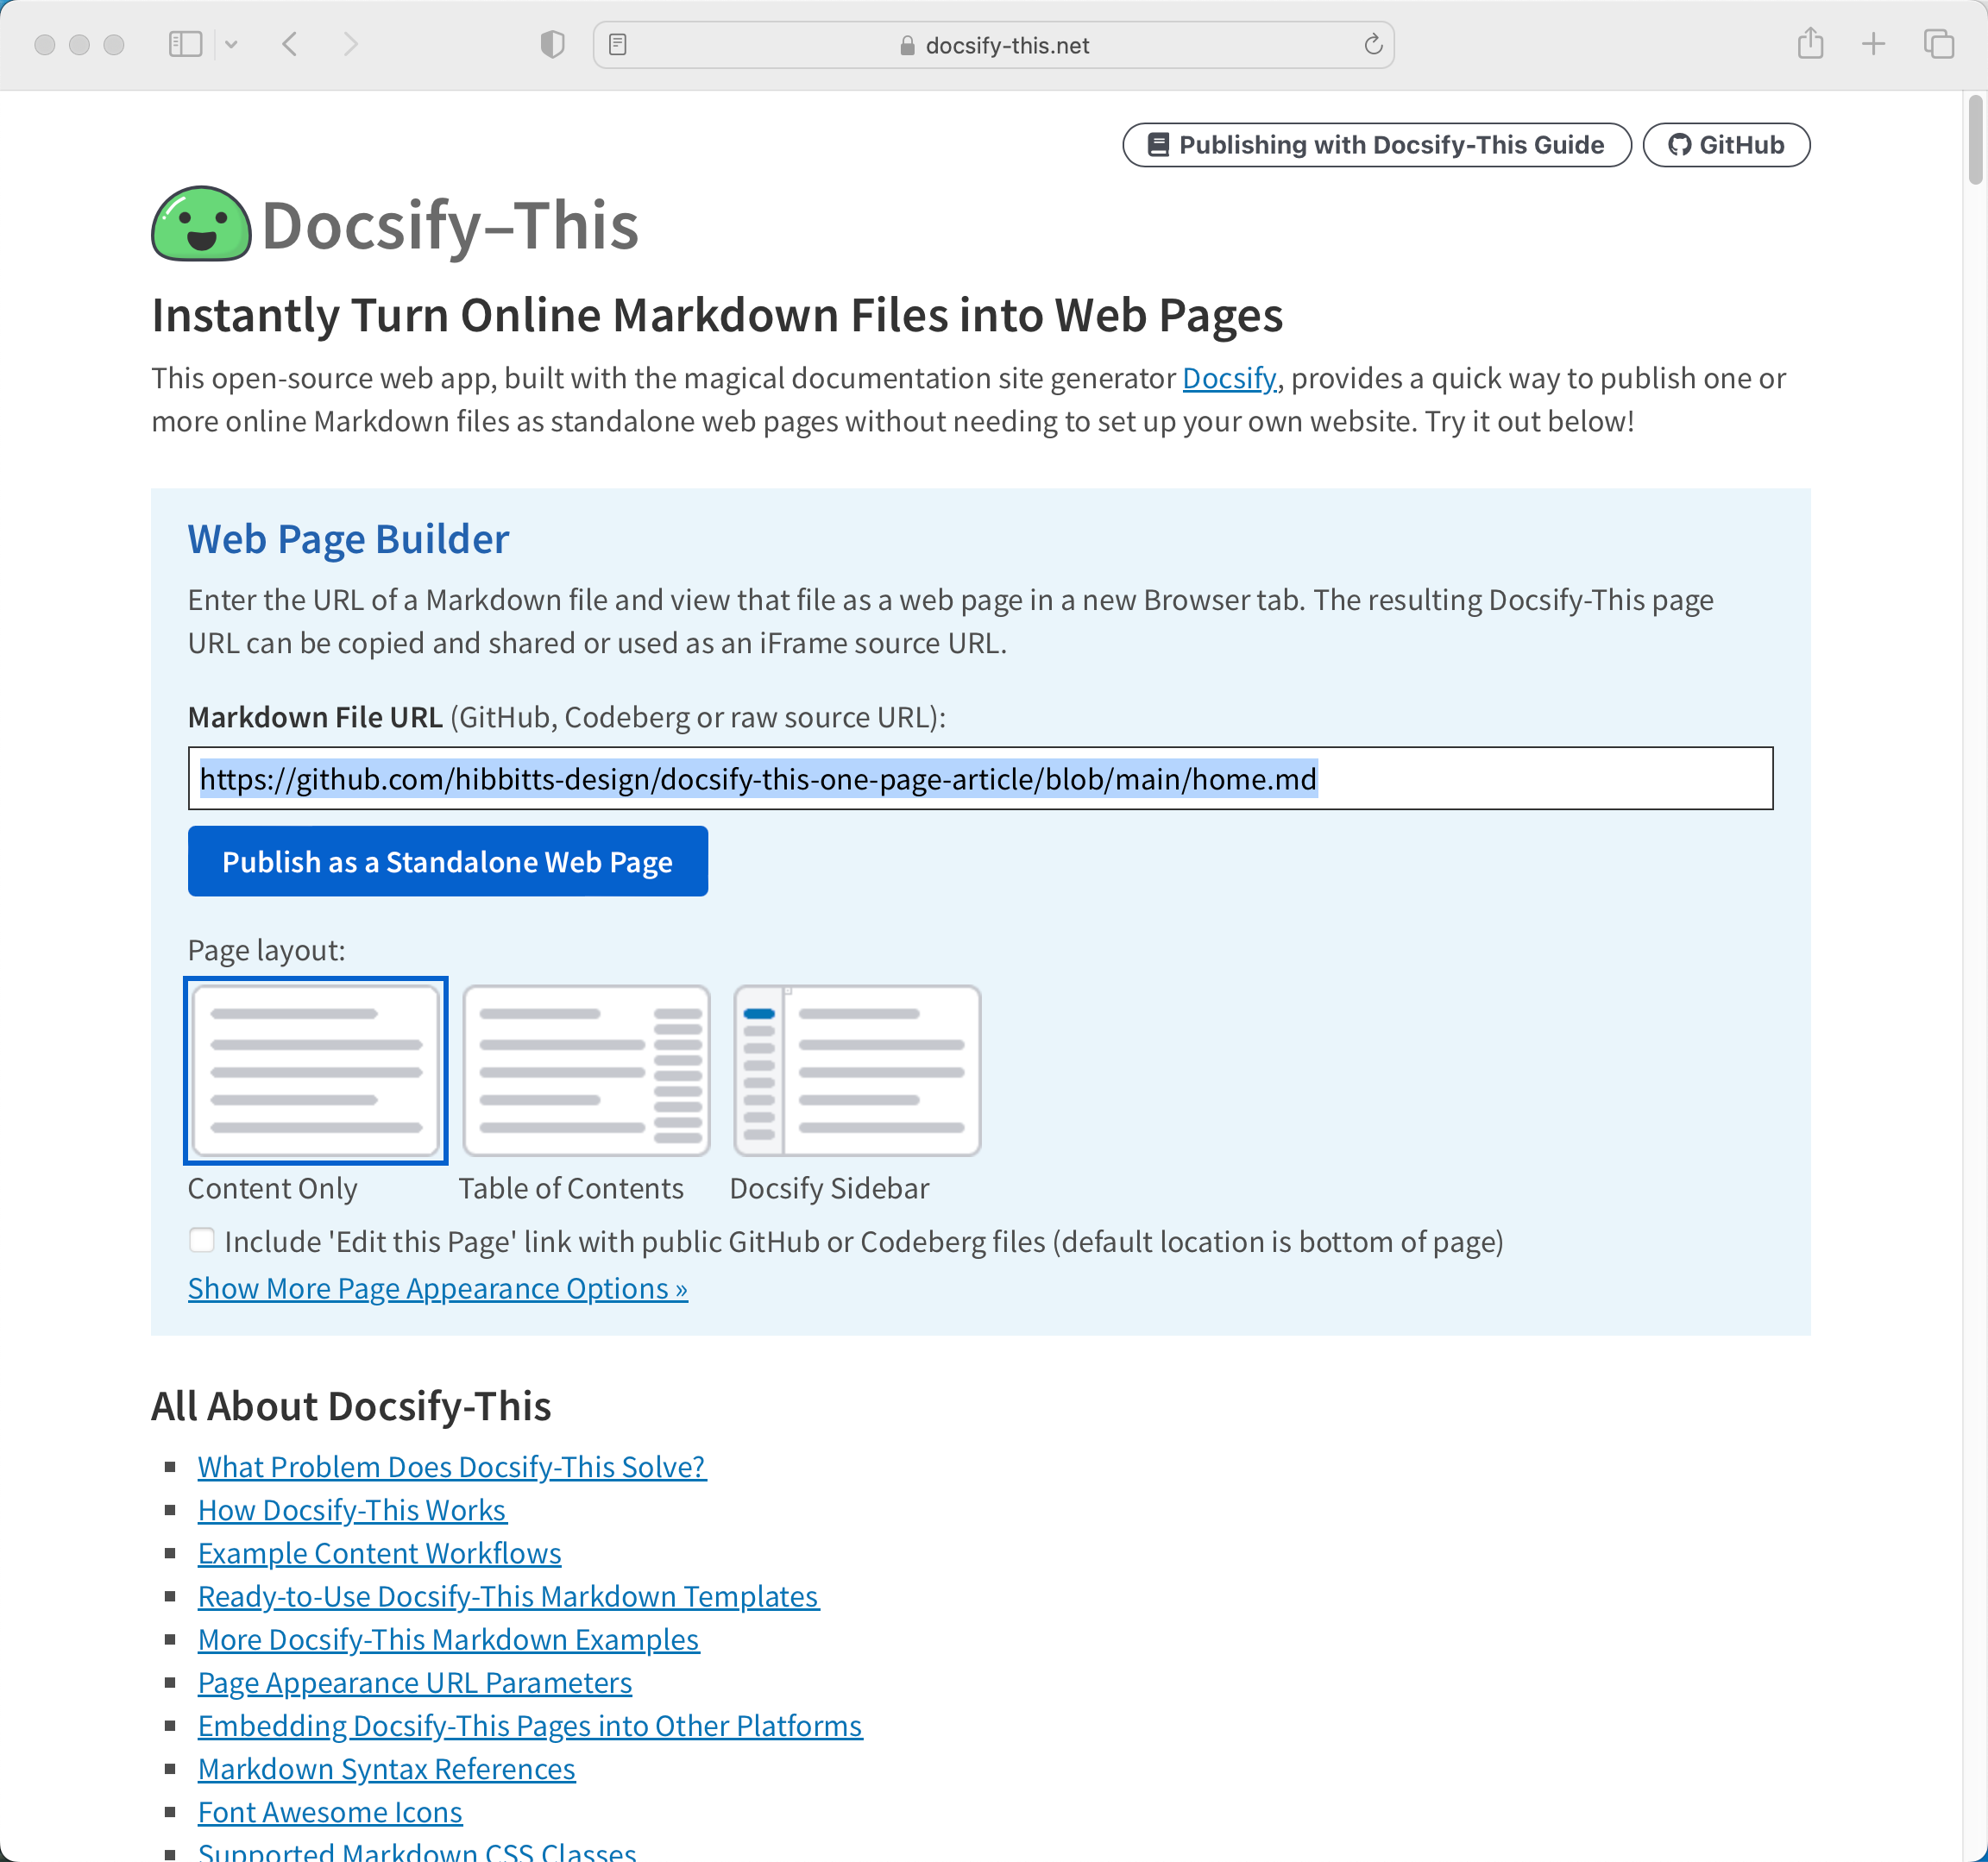 docsify-this.net
Publishing with Docsify-This Guide
GitHub
Docsify–This
Instantly Turn Online Markdown Files into Web Pages
This open-source web app, built with the magical documentation site generator Docsify, provides a quick way to publish one or
more online Markdown files as standalone web pages without needing to set up your own website. Try it out below!
Web Page Builder
Enter the URL of a Markdown file and view that file as a web page in a new Browser tab. The resulting Docsify-This page
URL can be copied and shared or used as an iFrame source URL.
Markdown File URL (GitHub, Codeberg or raw source URL):
https://github.com/hibbitts-design/docsify-this-one-page-article/blob/main/home.md
Publish as a Standalone Web Page
Page layout:
Content Only
Table of Contents
Docsify Sidebar
Include 'Edit this Page' link with public GitHub or Codeberg files (default location is bottom of page)
Show More Page Appearance Options »
All About Docsify-This
What Problem Does Docsify-This Solve?
How Docsify-This Works
Example Content Workflows
Ready-to-Use Docsify-This Markdown Templates
More Docsify-This Markdown Examples
Page Appearance URL Parameters
Embedding Docsify-This Pages into Other Platforms
Markdown Syntax References
Font Awesome Icons
Supported Markdown CSS Classes